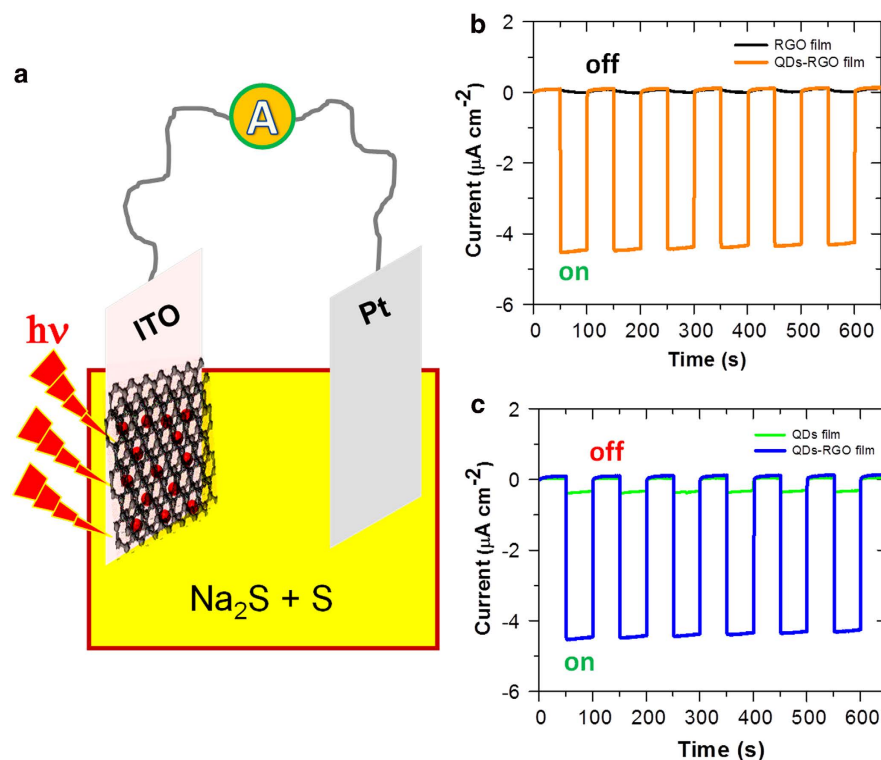 a
A
ITO
Pt
hν
Na₂S + S
b
2
0
-2
-4
-6
0 100 200 300 400 500 600
Current (μA cm⁻²)
Time (s)
RGO film
QDs-RGO film
off
on
c
2
0
-2
-4
-6
0 100 200 300 400 500 600
Current (μA cm⁻²)
Time (s)
QDs film
QDs-RGO film
off
on